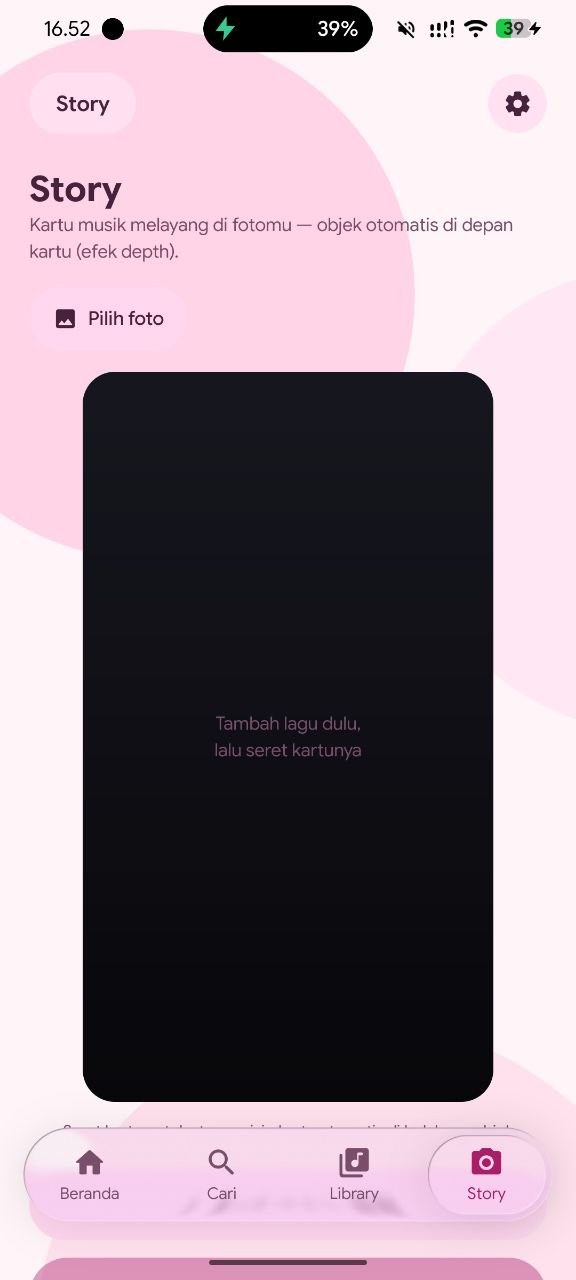 16.52
39%
39
Story
Story
Kartu musik melayang di fotomu — objek otomatis di depan
kartu (efek depth).
Pilih foto
Tambah lagu dulu,
lalu seret kartunya
Beranda
Cari
Library
Story